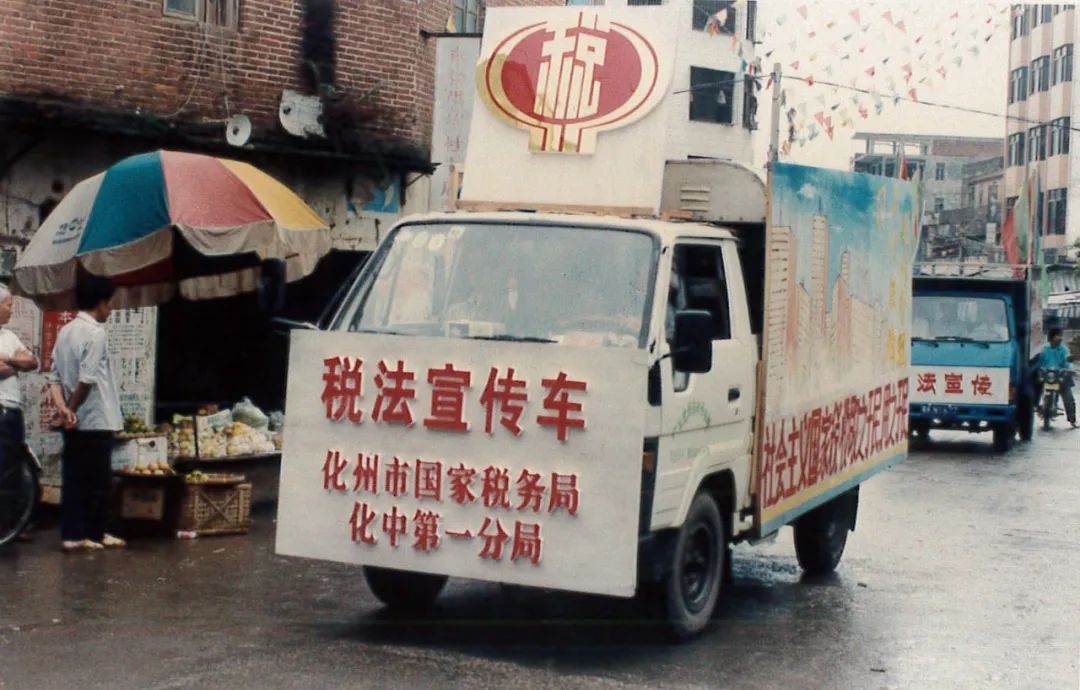 税
税法宣传车
化州市国家税务局
化中第一分局
社会主义国家税收取之于民用之于民
法宣传